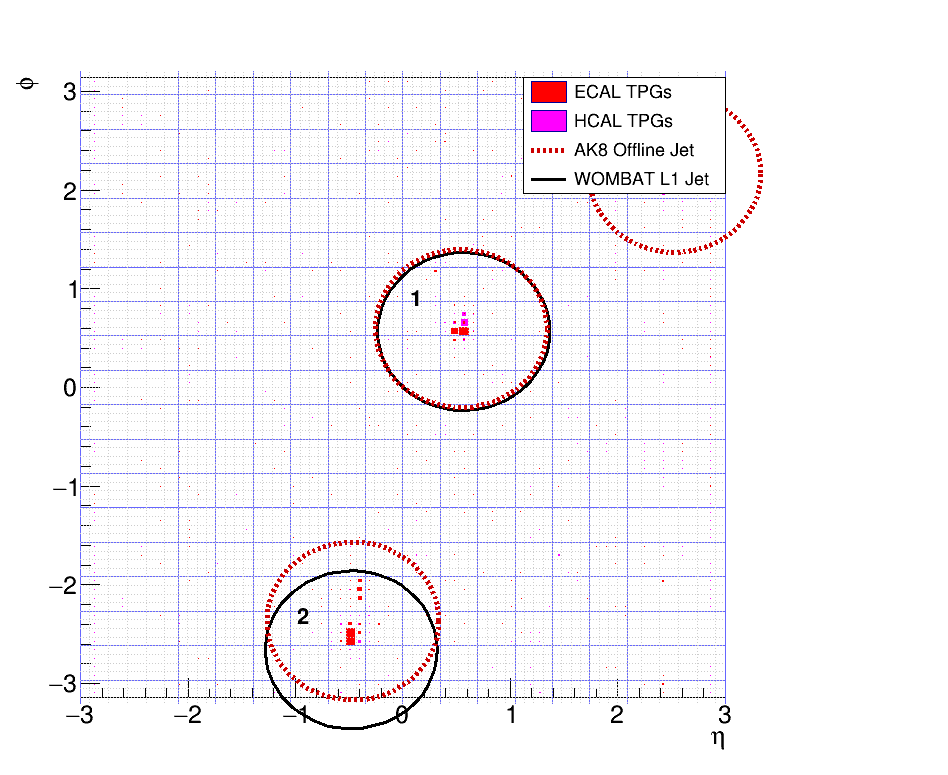 ϕ
3
2
1
0
−1
−2
−3
ECAL TPGs
HCAL TPGs
AK8 Offline Jet
WOMBAT L1 Jet
1
2
−3 −2 −1 0 1 2 3
η